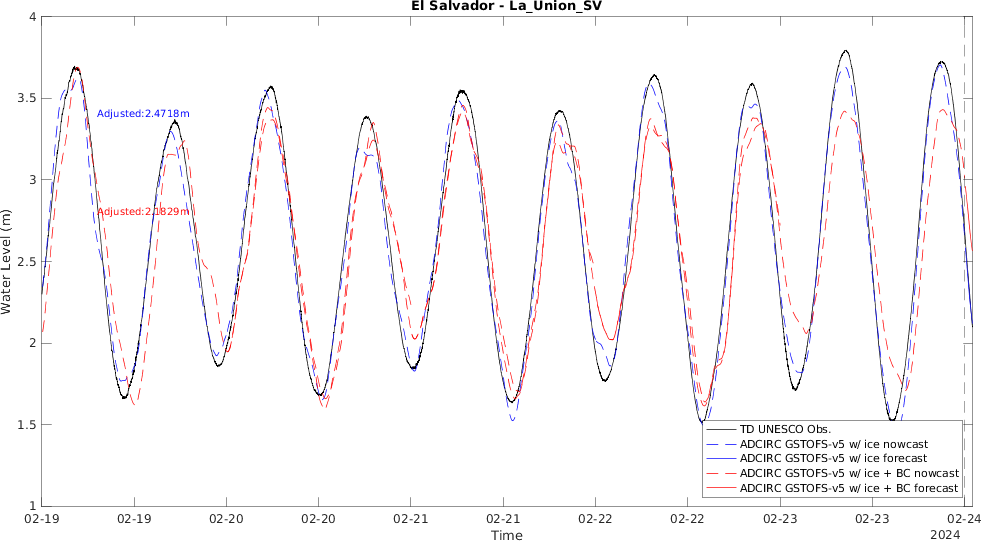 El Salvador - La_Union_SV
4
3.5
3
2.5
2
1.5
1
Water Level (m)
Adjusted:2.4718m
Adjusted:2.1829m
TD UNESCO Obs.
ADCIRC GSTOFS-v5 w/ ice nowcast
ADCIRC GSTOFS-v5 w/ ice forecast
ADCIRC GSTOFS-v5 w/ ice + BC nowcast
ADCIRC GSTOFS-v5 w/ ice + BC forecast
02-19 02-19 02-20 02-20 02-21 02-21 02-22 02-22 02-23 02-23 02-24
Time
2024